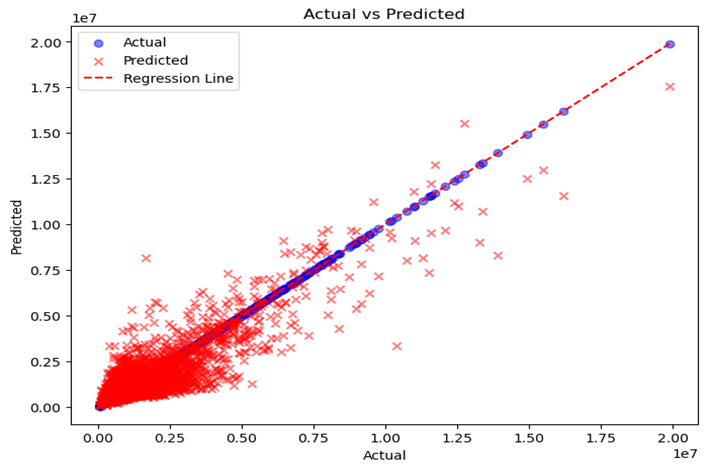 Actual vs Predicted
1e7
Actual
Predicted
Regression Line
2.00
1.75
1.50
1.25
1.00
0.75
0.50
0.25
0.00
Predicted
0.00 0.25 0.50 0.75 1.00 1.25 1.50 1.75 2.00
1e7
Actual